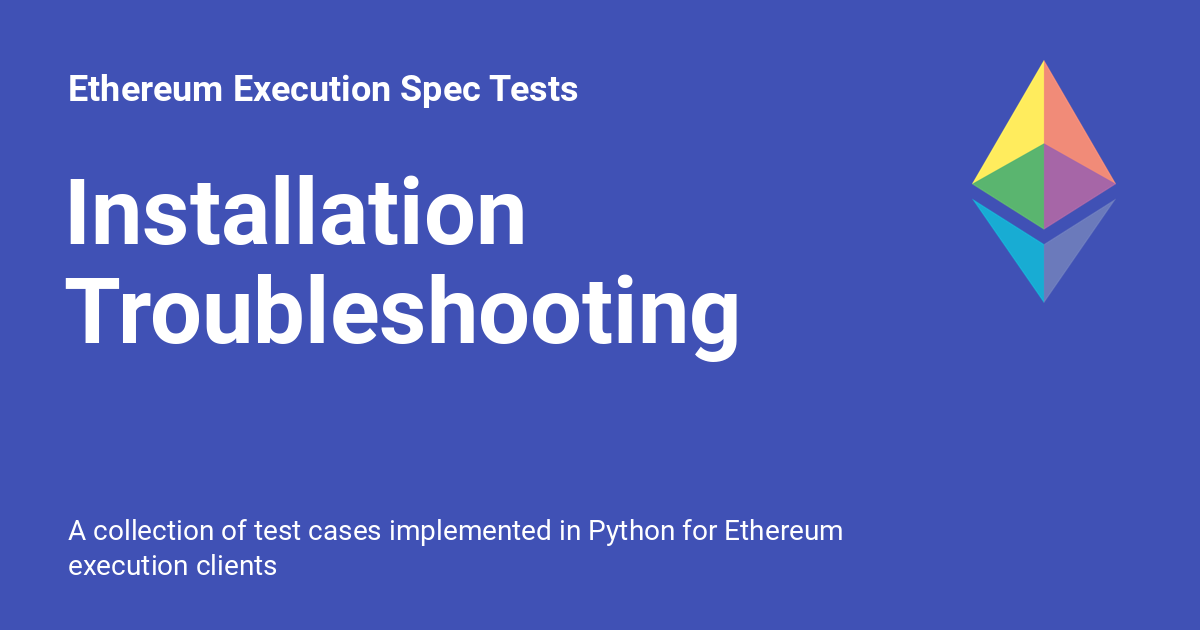 Ethereum Execution Spec Tests
Installation
Troubleshooting
A collection of test cases implemented in Python for Ethereum
execution clients